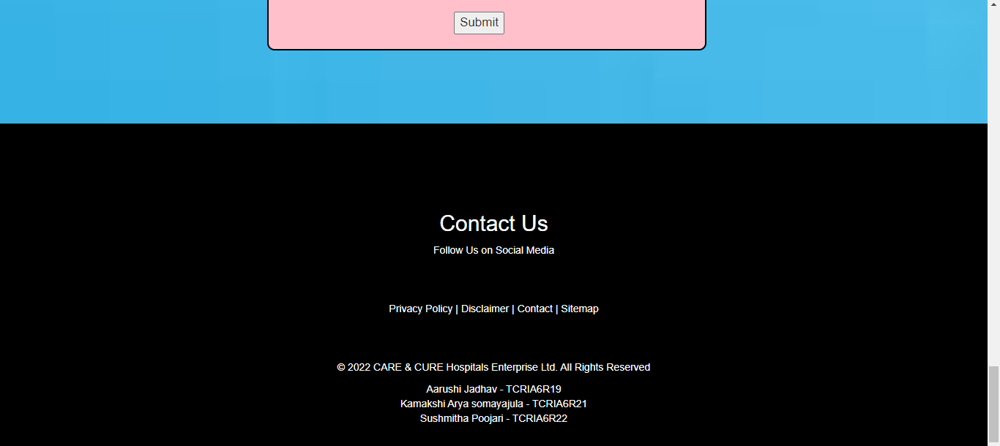 Submit
Contact Us
Follow Us on Social Media
Privacy Policy | Disclaimer | Contact | Sitemap
© 2022 CARE & CURE Hospitals Enterprise Ltd. All Rights Reserved
Aarushi Jadhav - TCRIA6R19
Kamakshi Arya somayajula - TCRIA6R21
Sushmitha Poojari - TCRIA6R22